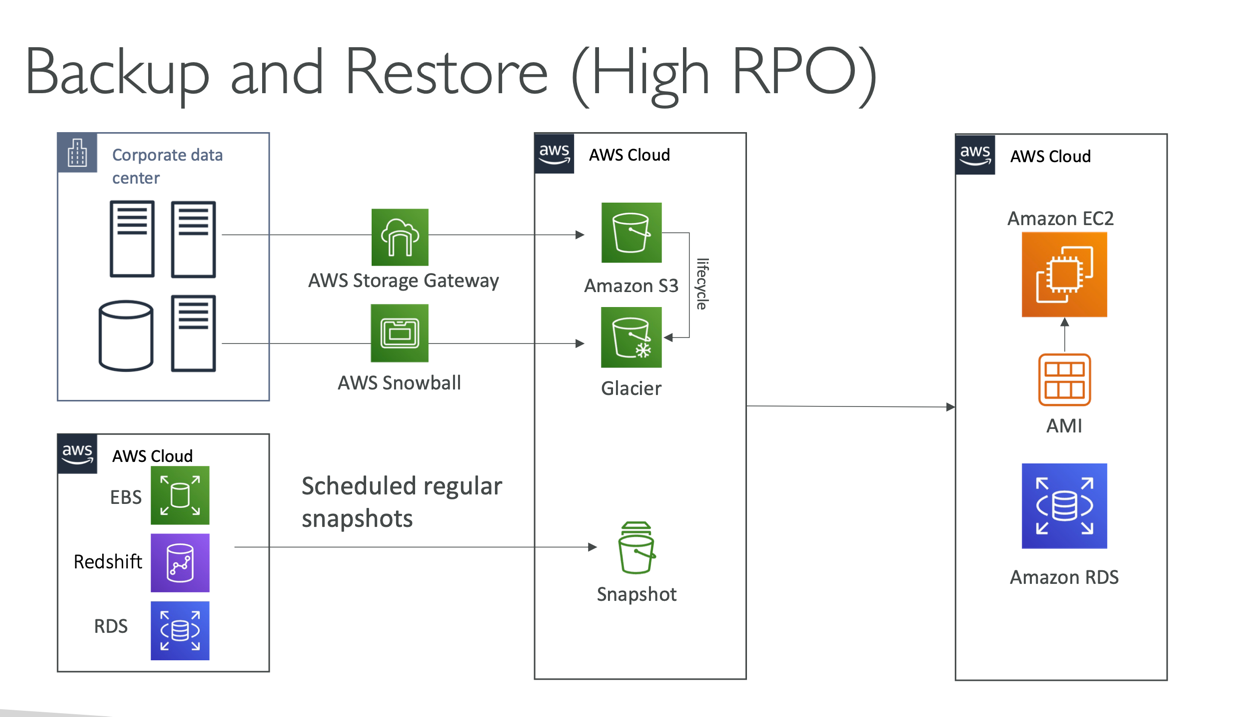 Backup and Restore (High RPO)
Corporate data
center
AWS Storage Gateway
AWS Snowball
aws
AWS Cloud
EBS
Redshift
RDS
Scheduled regular
snapshots
aws
AWS Cloud
Amazon S3
lifecycle
Glacier
Snapshot
aws
AWS Cloud
Amazon EC2
AMI
Amazon RDS